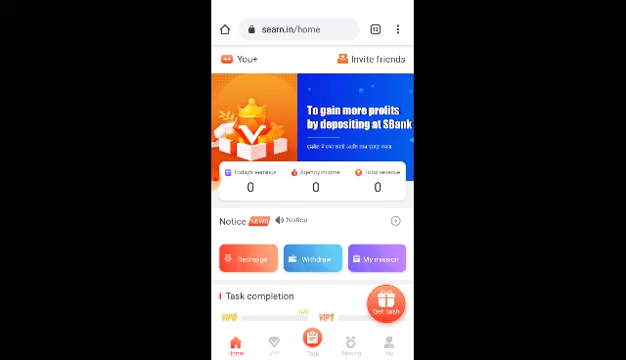 searn.in/home
13
You+
Invite friends
To gain more profits
by depositing at SBank
Today's earnings
Agency income
Total revenue
0
0
0
Notice
NEWS
Notice
Recharge
Withdraw
My mission
Task completion
Get cash
VIP0
VIP1
Home
VIP
Task
Ranking
My